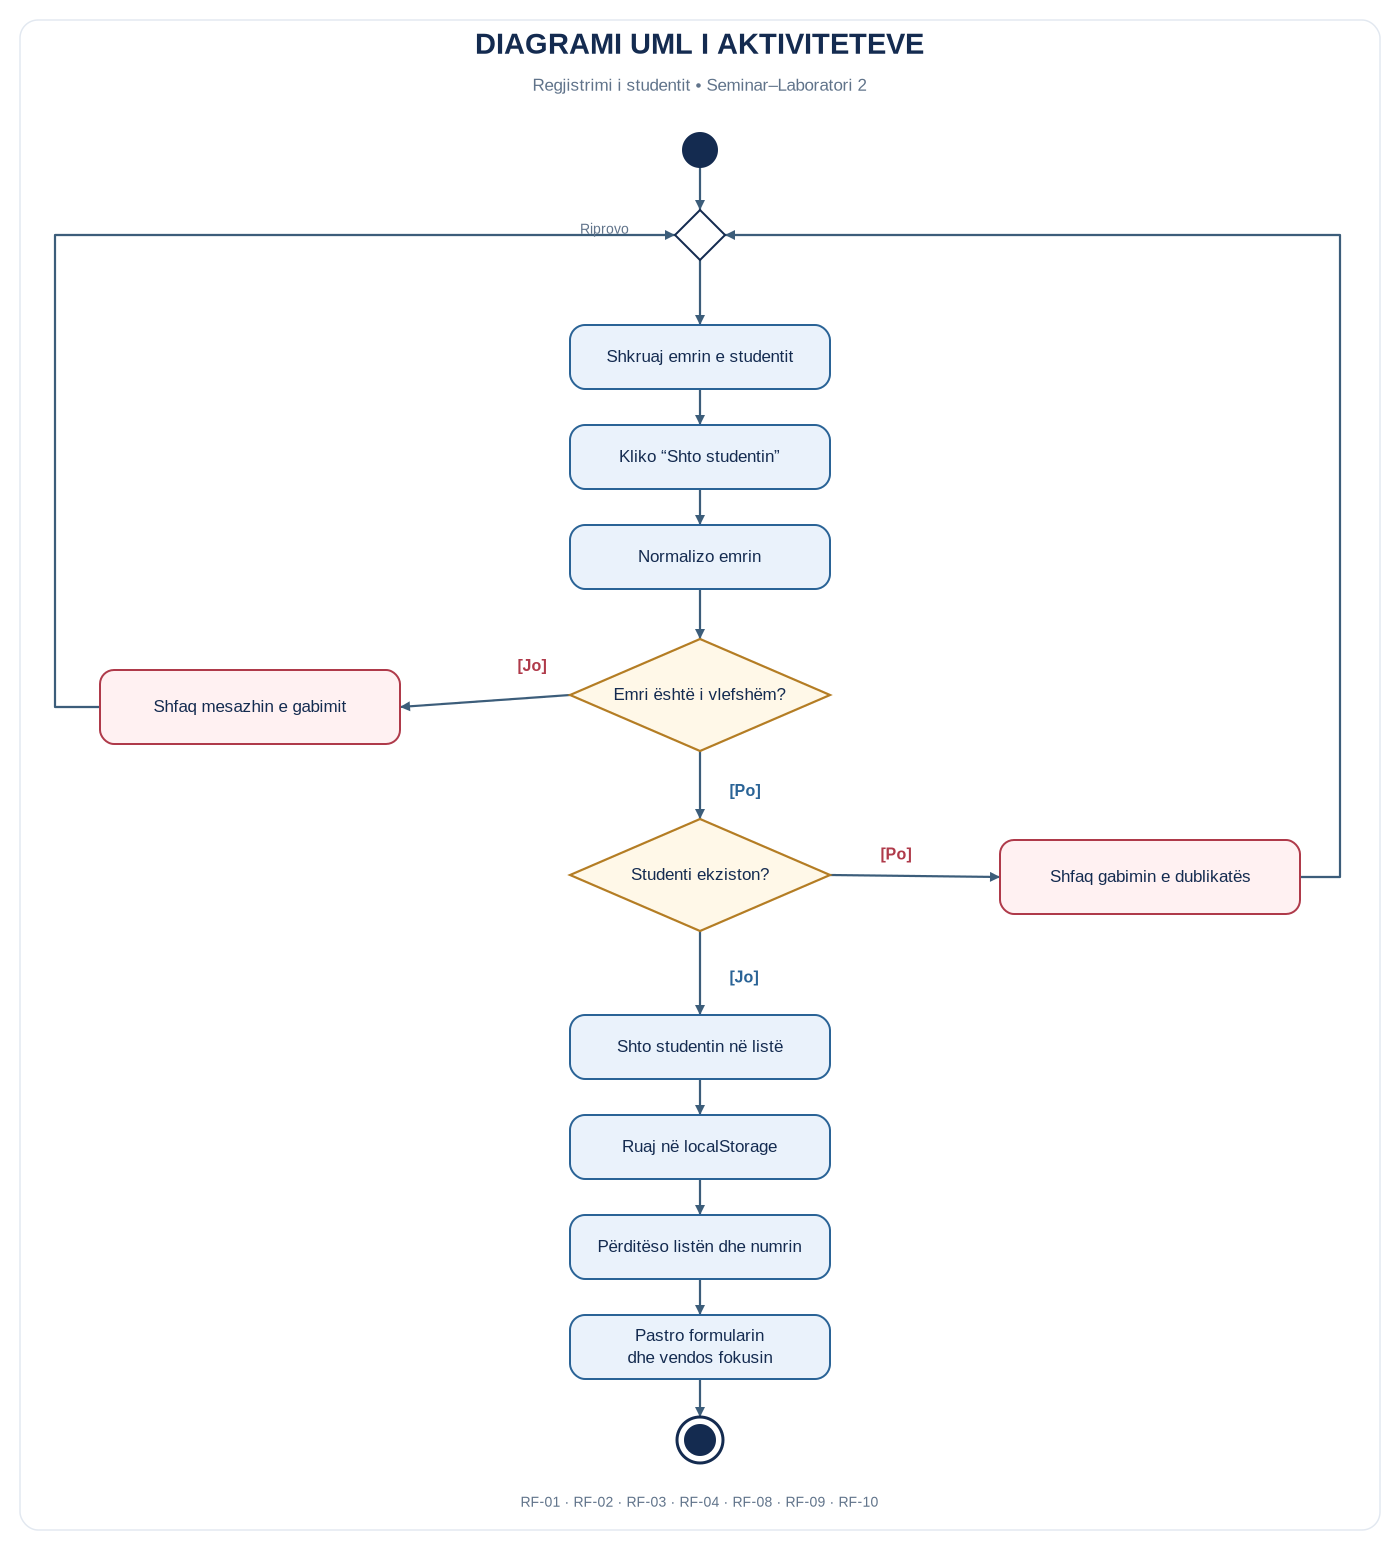 DIAGRAMI UML I AKTIVITETEVE
Regjistrimi i studentit • Seminar–Laboratori 2
Riprovo
Shkruaj emrin e studentit
Kliko “Shto studentin”
Normalizo emrin
Emri është i vlefshëm?
[Jo]
Shfaq mesazhin e gabimit
[Po]
Studenti ekziston?
[Po]
Shfaq gabimin e dublikatës
[Jo]
Shto studentin në listë
Ruaj në localStorage
Përditëso listën dhe numrin
Pastro formularin
dhe vendos fokusin
RF-01 · RF-02 · RF-03 · RF-04 · RF-08 · RF-09 · RF-10